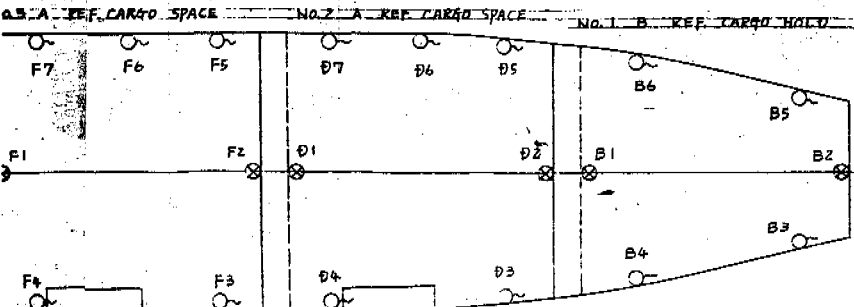 o.3 A REF. CARGO SPACE
NO.2 A REF. CARGO SPACE
NO.1 B REF. CARGO HOLD
F7 F6 F5 D7 D6 D5 B6 B5
F1 F2 D1 D2 B1 B2
F4 F3 D4 D3 B4 B3